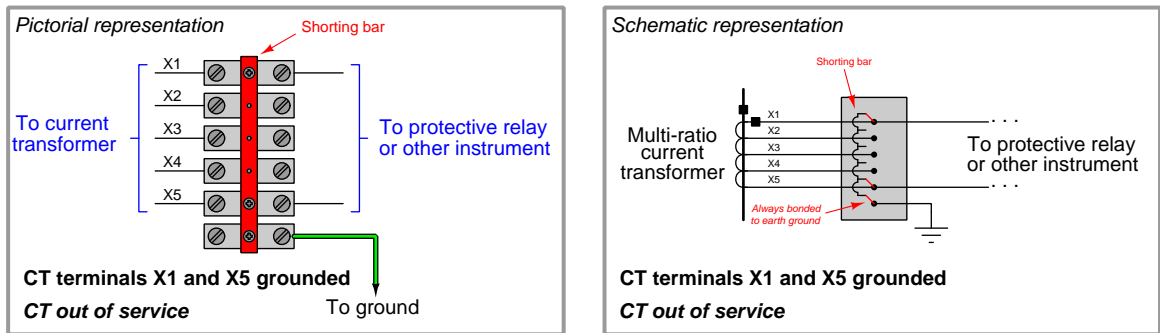 Pictorial representation
Shorting bar
X1
X2
X3
X4
X5
To current
transformer
To protective relay
or other instrument
CT terminals X1 and X5 grounded
CT out of service
To ground
Schematic representation
Shorting bar
X1
X2
X3
X4
X5
Multi-ratio
current
transformer
To protective relay
or other instrument
. . .
. . .
Always bonded
to earth ground
CT terminals X1 and X5 grounded
CT out of service